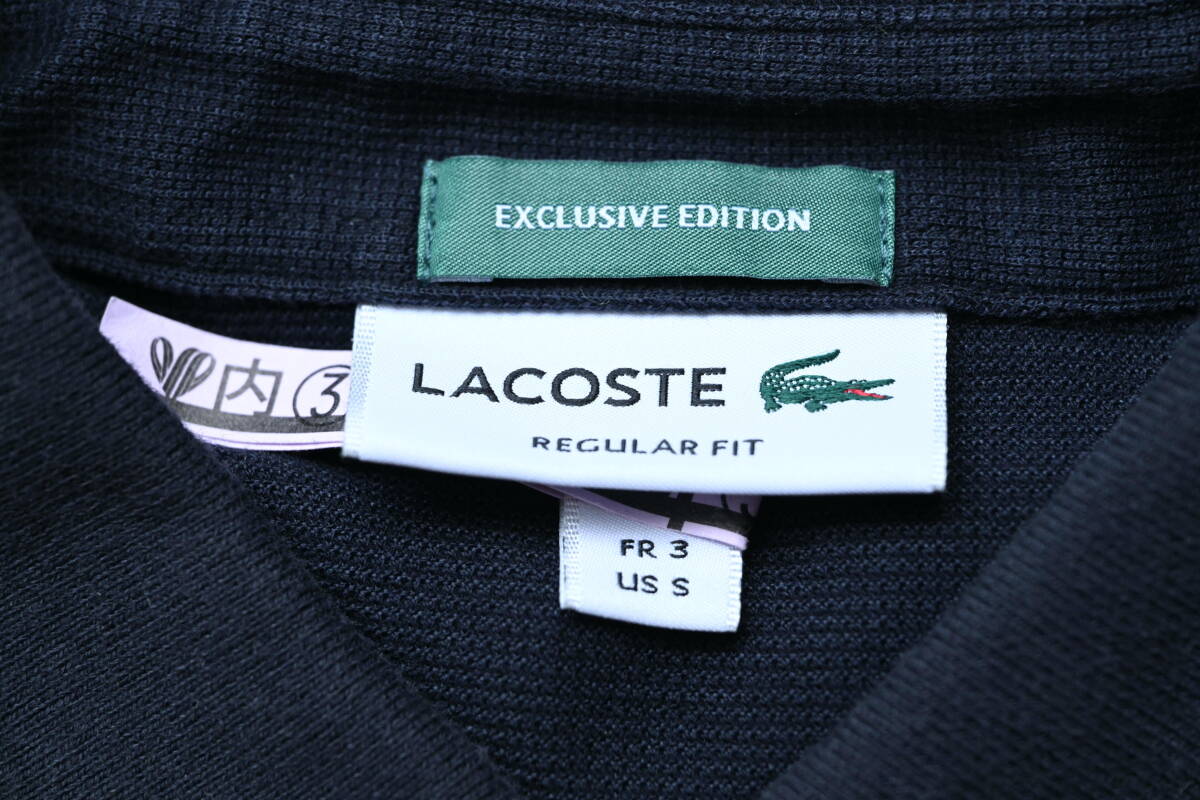 EXCLUSIVE EDITION
内 ③
LACOSTE
REGULAR FIT
FR 3
US S